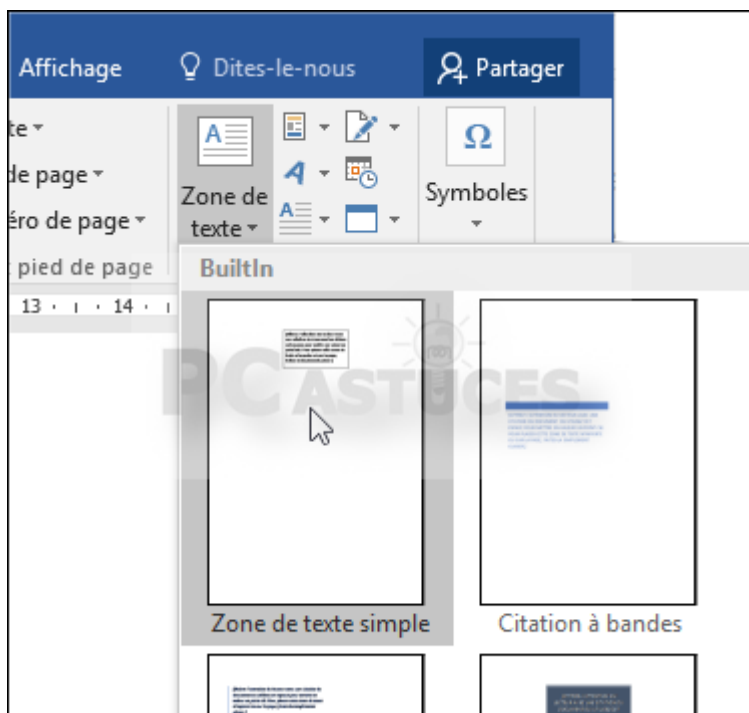 Affichage Dites-le-nous Partager
te
de page
éro de page
pied de page
Zone de
texte
Symboles
13 14
BuiltIn
PC ASTUCES
Zone de texte simple
Citation à bandes